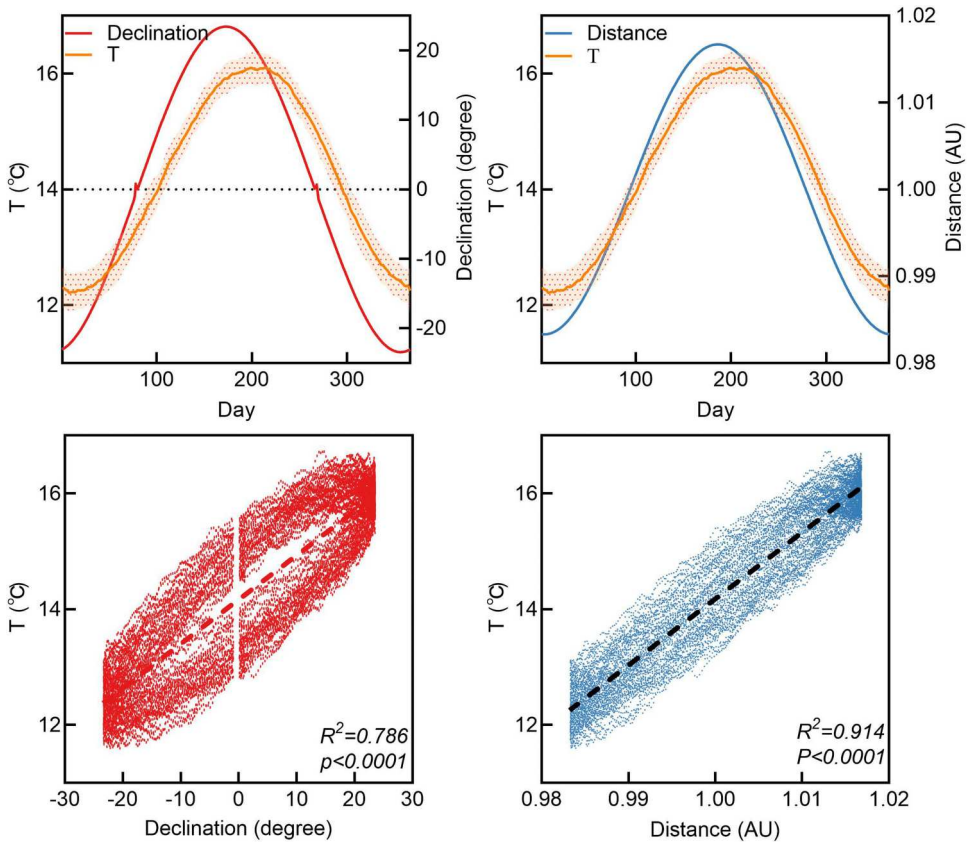 Declination
T
16
14
12
T (℃)
20
10
0
-10
-20
Declination (degree)
100
200
300
Day
Distance
T
16
14
12
T (℃)
1.02
1.01
1.00
0.99
0.98
Distance (AU)
100
200
300
Day
16
14
12
T (℃)
R²=0.786
p<0.0001
-30
-20
-10
0
10
20
30
Declination (degree)
16
14
12
T (℃)
R²=0.914
P<0.0001
0.98
0.99
1.00
1.01
1.02
Distance (AU)